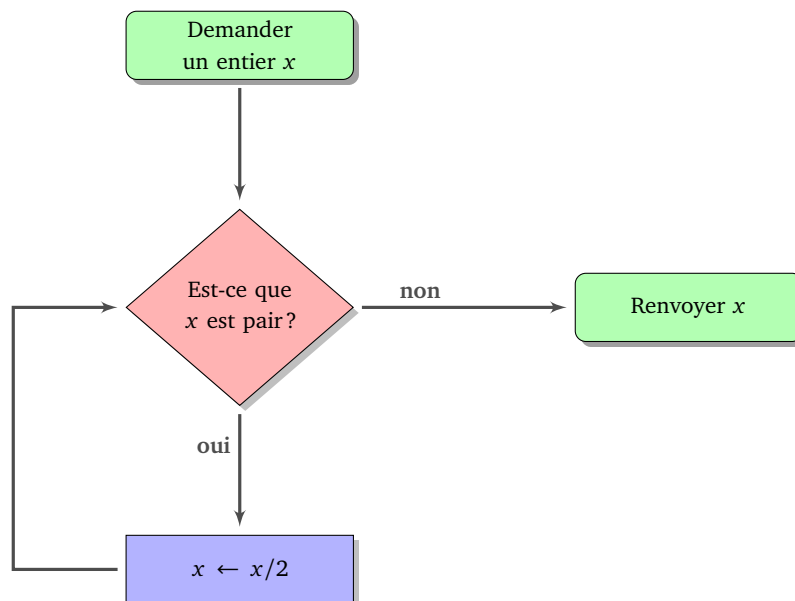 Demander
un entier x
Est-ce que
x est pair ?
non
Renvoyer x
oui
x ← x/2